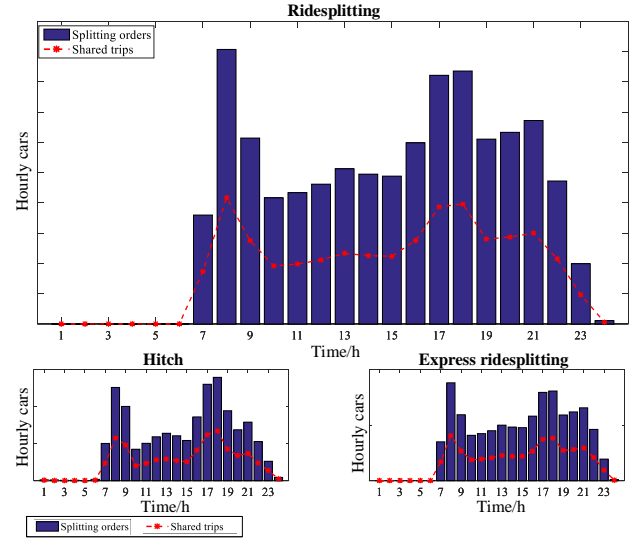 Ridesplitting
Splitting orders
Shared trips
Hourly cars
1 3 5 7 9 11 13 15 17 19 21 23
Time/h
Hitch
Hourly cars
1 3 5 7 9 11 13 15 17 19 21 23
Time/h
Express ridesplitting
Hourly cars
1 3 5 7 9 11 13 15 17 19 21 23
Time/h
Splitting orders Shared trips